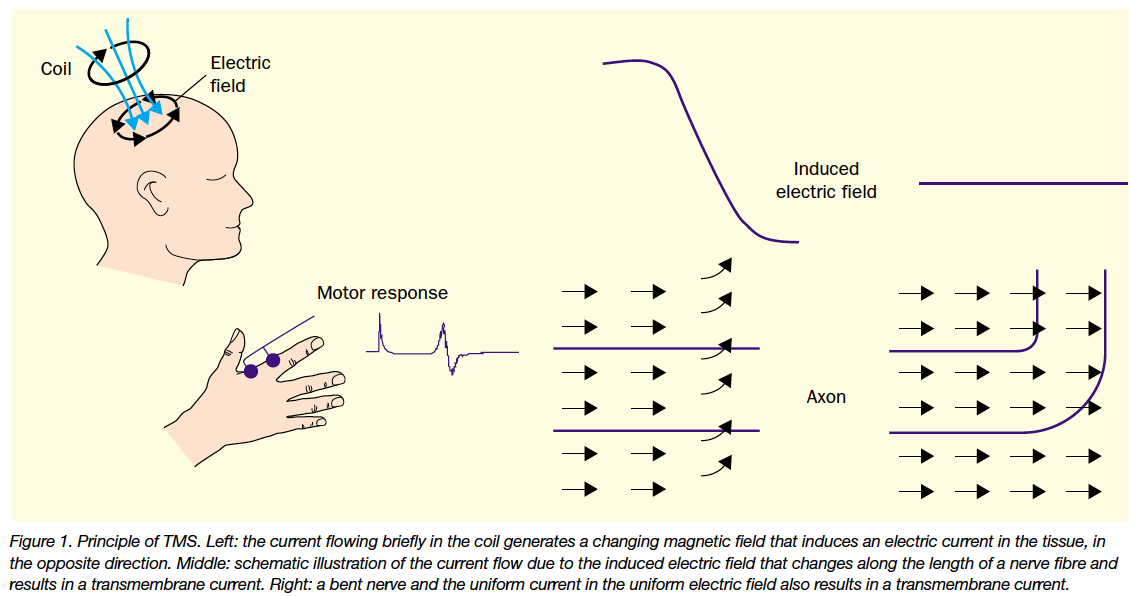 Coil
Electric
field
Induced
electric field
Motor response
Axon
Figure 1. Principle of TMS. Left: the current flowing briefly in the coil generates a changing magnetic field that induces an electric current in the tissue, in
the opposite direction. Middle: schematic illustration of the current flow due to the induced electric field that changes along the length of a nerve fibre and
results in a transmembrane current. Right: a bent nerve and the uniform current in the uniform electric field also results in a transmembrane current.